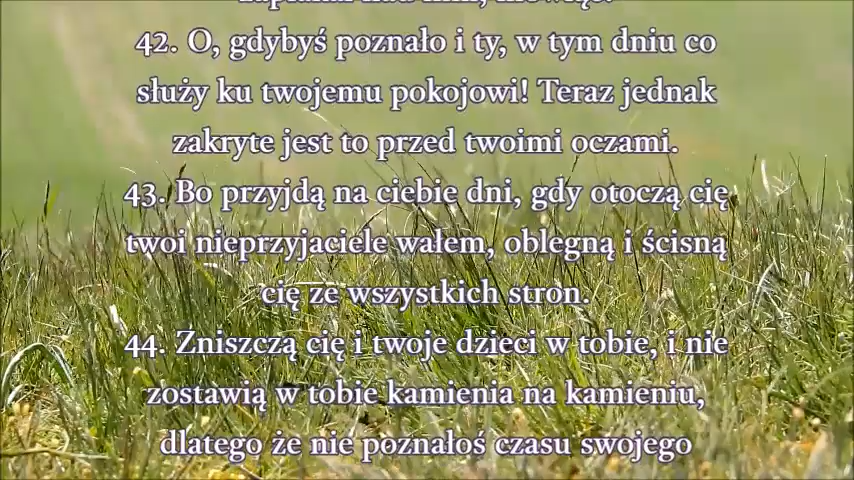 42. O, gdybyś poznało i ty, w tym dniu co
służy ku twojemu pokojowi! Teraz jednak
zakryte jest to przed twoimi oczami.
43. Bo przyjdą na ciebie dni, gdy otoczą cię
twoi nieprzyjaciele wałem, oblegną i ścisną
cię ze wszystkich stron.
44. Zniszczą cię i twoje dzieci w tobie, i nie
zostawią w tobie kamienia na kamieniu,
dlatego że nie poznałoś czasu swojego